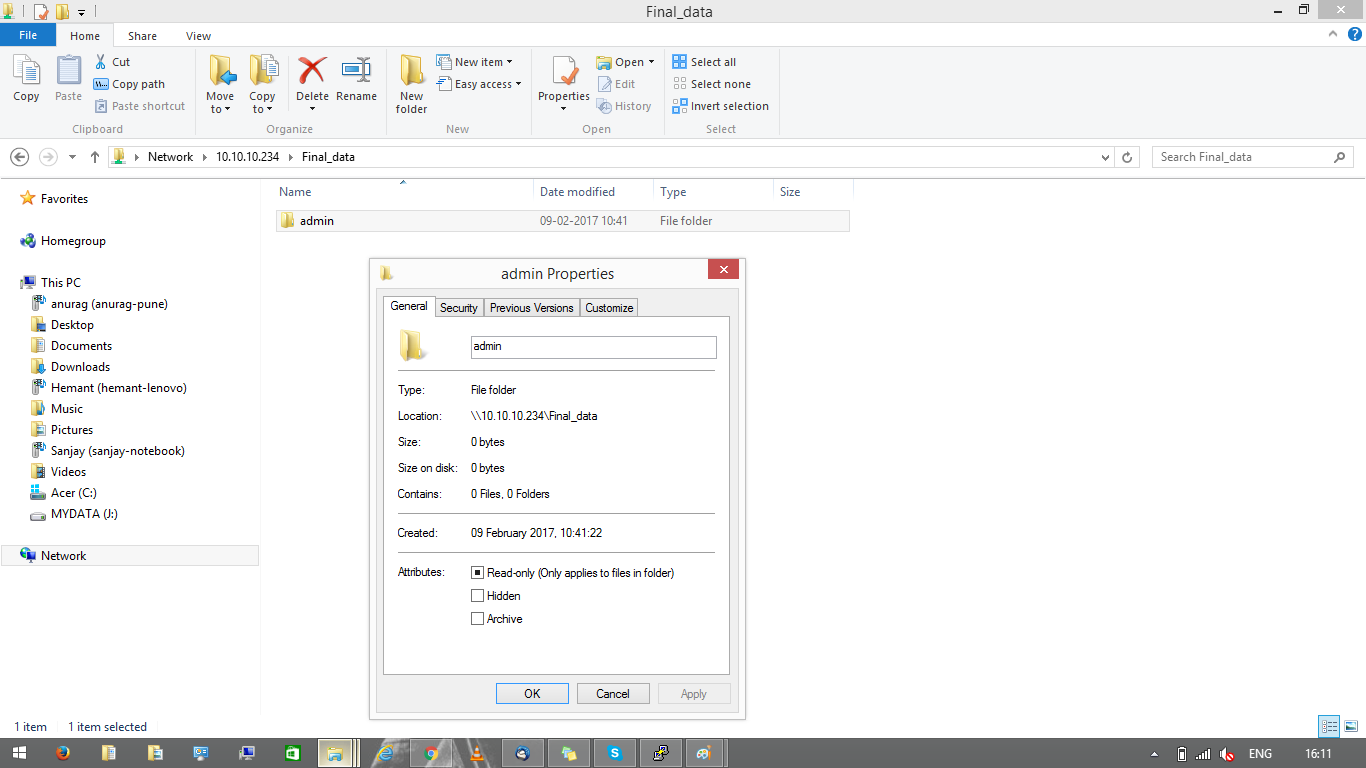 Final_data
File Home Share View
Copy Paste Cut Copy path Paste shortcut Clipboard
Move to Copy to Delete Rename Organize
New folder New item Easy access New
Properties Open Edit History Open
Select all Select none Invert selection Select
Network 10.10.10.234 Final_data Search Final_data
Name Date modified Type Size
admin 09-02-2017 10:41 File folder
Favorites
Homegroup
This PC
anurag (anurag-pune)
Desktop
Documents
Downloads
Hemant (hemant-lenovo)
Music
Pictures
Sanjay (sanjay-notebook)
Videos
Acer (C:)
MYDATA (J:)
Network
admin Properties
General Security Previous Versions Customize
admin
Type: File folder
Location: \\10.10.10.234\Final_data
Size: 0 bytes
Size on disk: 0 bytes
Contains: 0 Files, 0 Folders
Created: 09 February 2017, 10:41:22
Attributes: Read-only (Only applies to files in folder)
Hidden
Archive
OK Cancel Apply
1 item 1 item selected
ENG 16:11